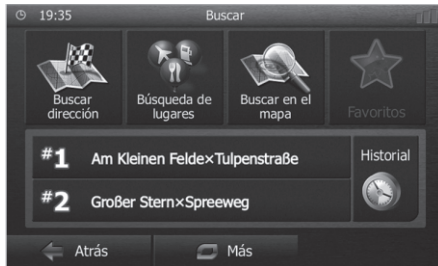 19:35 Buscar
Buscar dirección
Búsqueda de lugares
Buscar en el mapa
Favoritos
#1 Am Kleinen Felde×Tulpenstraße
Historial
#2 Großer Stern×Spreeweg
Atrás Más